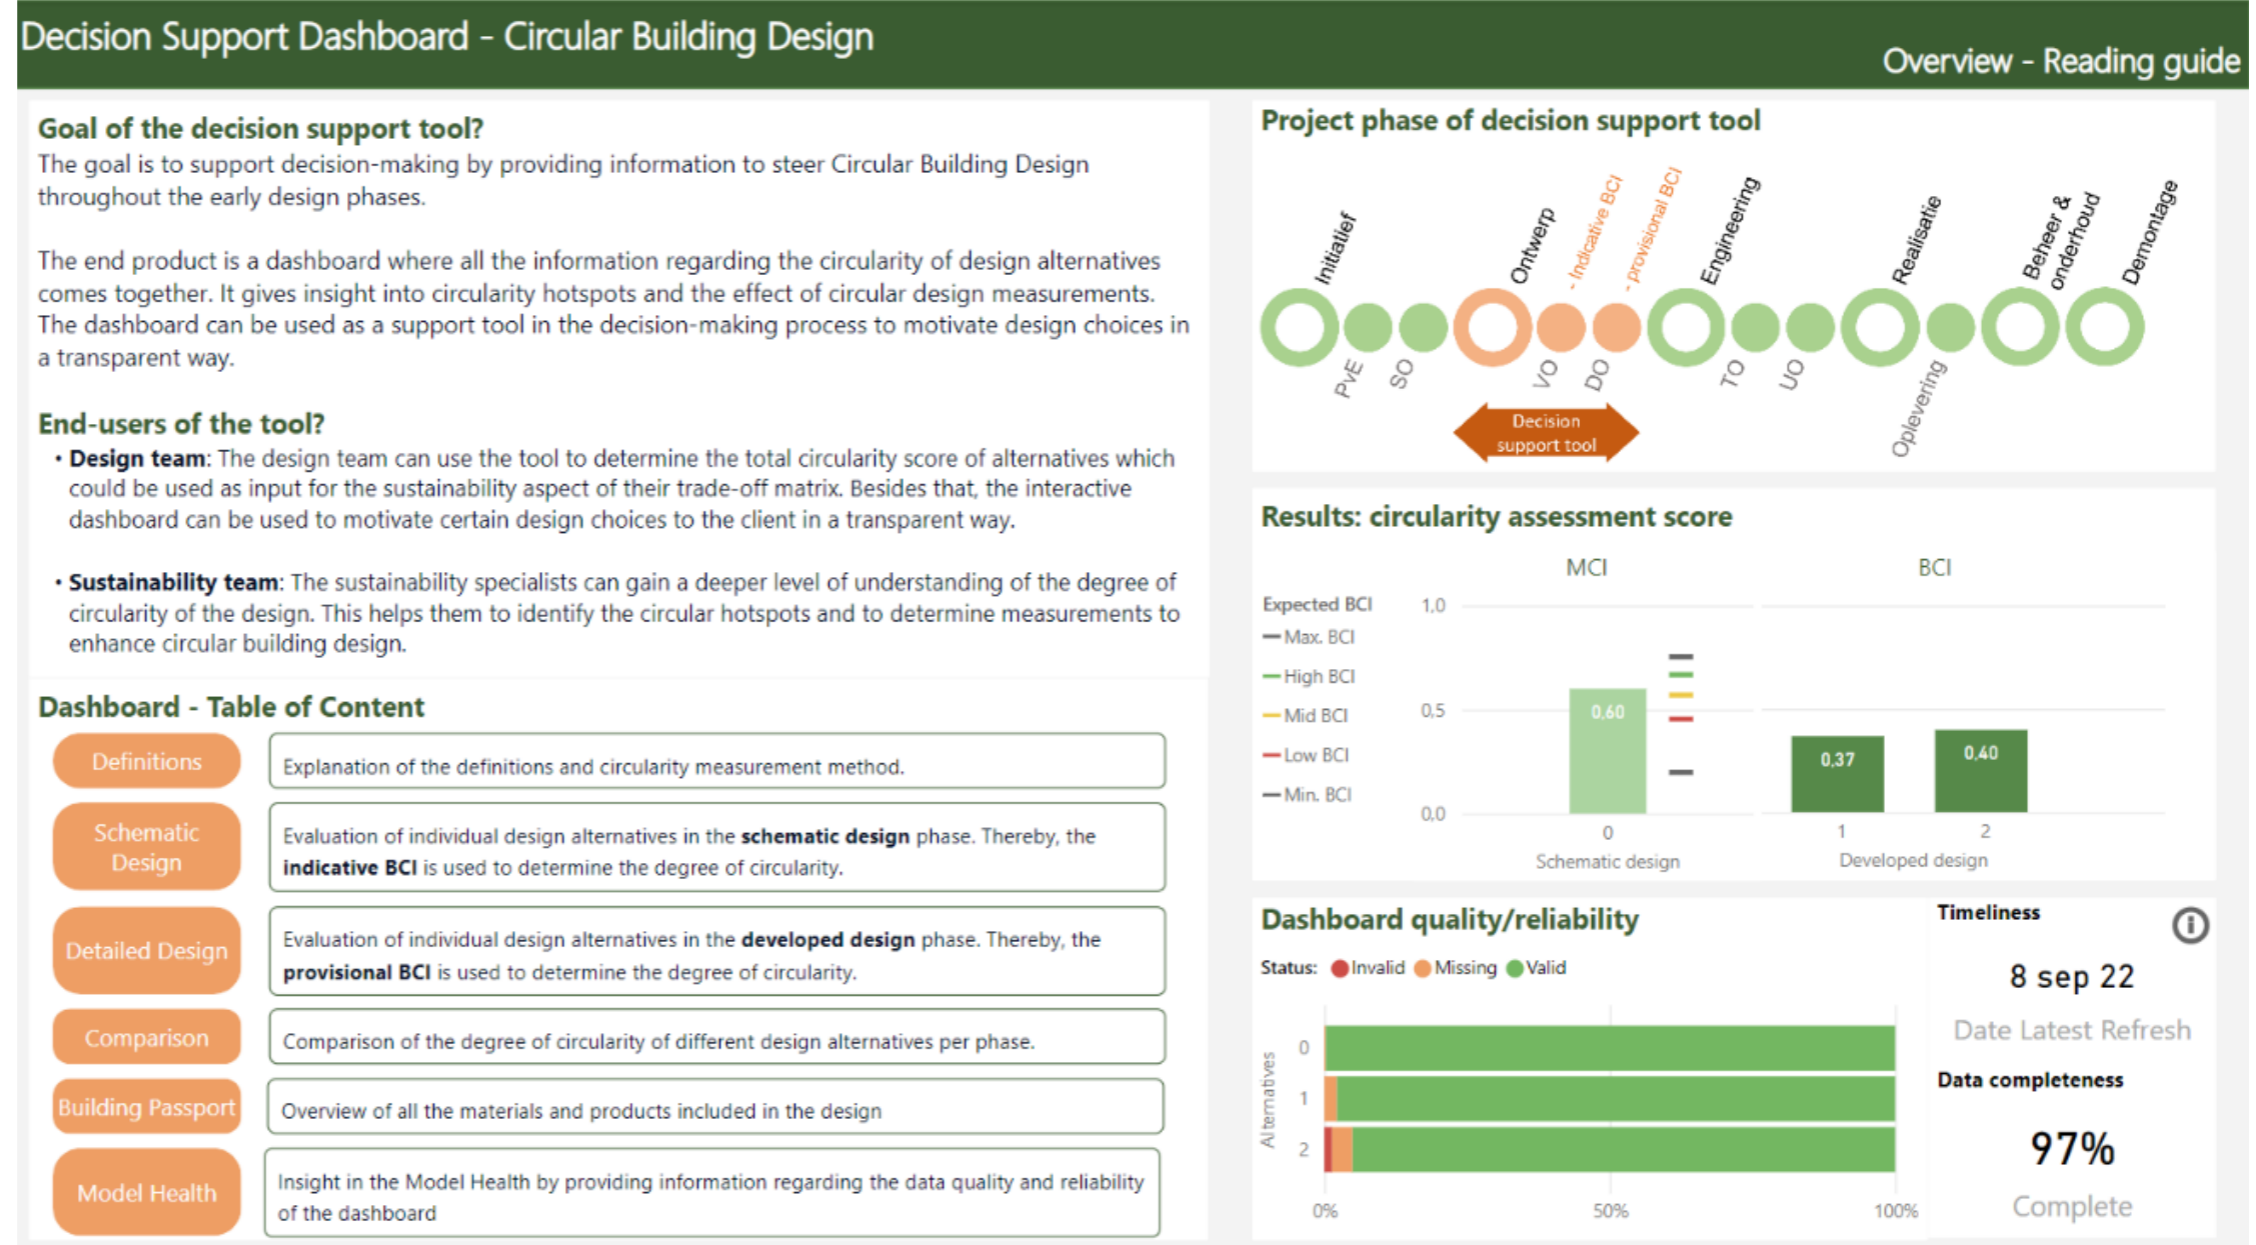 Decision Support Dashboard - Circular Building Design
Overview - Reading guide
Goal of the decision support tool?
The goal is to support decision-making by providing information to steer Circular Building Design
throughout the early design phases.
The end product is a dashboard where all the information regarding the circularity of design alternatives
comes together. It gives insight into circularity hotspots and the effect of circular design measurements.
The dashboard can be used as a support tool in the decision-making process to motivate design choices in
a transparent way.
End-users of the tool?
• Design team: The design team can use the tool to determine the total circularity score of alternatives which
could be used as input for the sustainability aspect of their trade-off matrix. Besides that, the interactive
dashboard can be used to motivate certain design choices to the client in a transparent way.
• Sustainability team: The sustainability specialists can gain a deeper level of understanding of the degree of
circularity of the design. This helps them to identify the circular hotspots and to determine measurements to
enhance circular building design.
Dashboard - Table of Content
Definitions
Explanation of the definitions and circularity measurement method.
Schematic
Design
Evaluation of individual design alternatives in the schematic design phase. Thereby, the
indicative BCI is used to determine the degree of circularity.
Detailed Design
Evaluation of individual design alternatives in the developed design phase. Thereby, the
provisional BCI is used to determine the degree of circularity.
Comparison
Comparison of the degree of circularity of different design alternatives per phase.
Building Passport
Overview of all the materials and products included in the design
Model Health
Insight in the Model Health by providing information regarding the data quality and reliability
of the dashboard
Project phase of decision support tool
Initiatief
Ontwerp
- Indicative BCI
- provisional BCI
Engineering
Realisatie
Beheer &
onderhoud
Demontage
PvE
SO
VO
DO
TO
UO
Oplevering
Decision
support tool
Results: circularity assessment score
MCI
BCI
Expected BCI
Max. BCI
High BCI
Mid BCI
Low BCI
Min. BCI
1,0
0,5
0,0
0,60
0,37
0,40
0
1
2
Schematic design
Developed design
Dashboard quality/reliability
Status: Invalid Missing Valid
Alternatives
0
1
2
0%
50%
100%
Timeliness
8 sep 22
Date Latest Refresh
Data completeness
97%
Complete